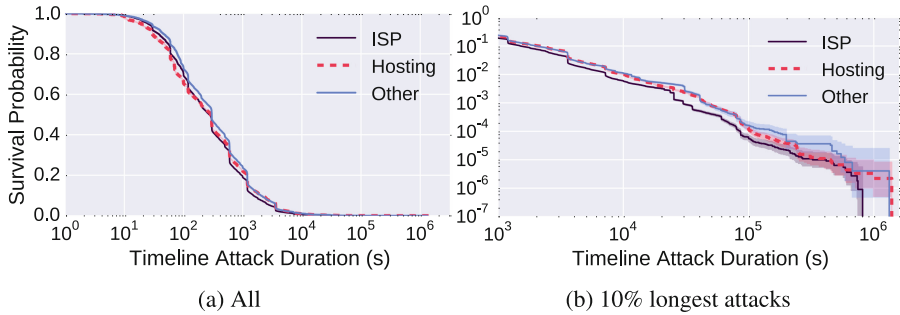 1.0
0.8
0.6
0.4
0.2
0.0
Survival Probability
ISP
Hosting
Other
10^0 10^1 10^2 10^3 10^4 10^5 10^6
Timeline Attack Duration (s)
(a) All
10^0
10^-1
10^-2
10^-3
10^-4
10^-5
10^-6
10^-7
ISP
Hosting
Other
10^3 10^4 10^5 10^6
Timeline Attack Duration (s)
(b) 10% longest attacks